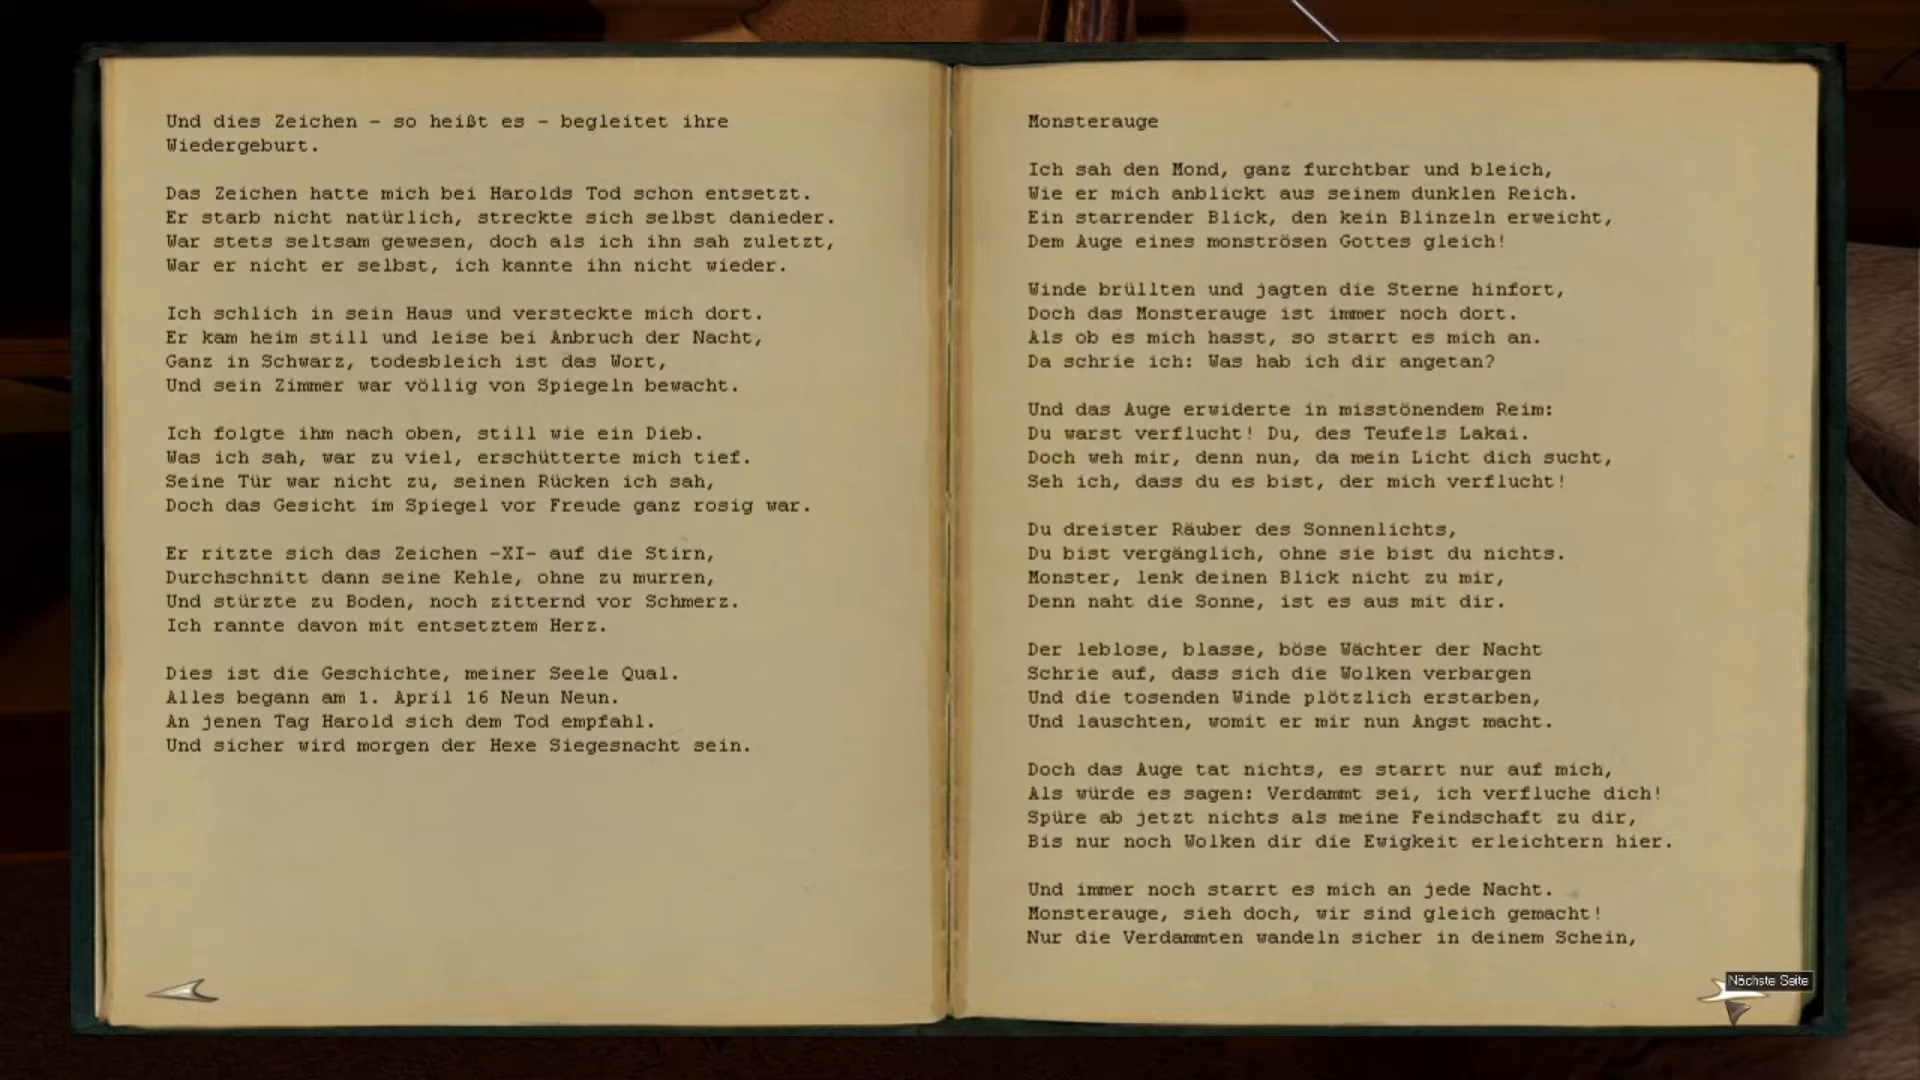 Und dies Zeichen - so heißt es - begleitet ihre
Wiedergeburt.
Das Zeichen hatte mich bei Harolds Tod schon entsetzt.
Er starb nicht natürlich, streckte sich selbst danieder.
War stets seltsam gewesen, doch als ich ihn sah zuletzt,
War er nicht er selbst, ich kannte ihn nicht wieder.
Ich schlich in sein Haus und versteckte mich dort.
Er kam heim still und leise bei Anbruch der Nacht,
Ganz in Schwarz, todesbleich ist das Wort,
Und sein Zimmer war völlig von Spiegeln bewacht.
Ich folgte ihm nach oben, still wie ein Dieb.
Was ich sah, war zu viel, erschütterte mich tief.
Seine Tür war nicht zu, seinen Rücken ich sah,
Doch das Gesicht im Spiegel vor Freude ganz rosig war.
Er ritzte sich das Zeichen -XI- auf die Stirn,
Durchschnitt dann seine Kehle, ohne zu murren,
Und stürzte zu Boden, noch zitternd vor Schmerz.
Ich rannte davon mit entsetztem Herz.
Dies ist die Geschichte, meiner Seele Qual.
Alles begann am 1. April 16 Neun Neun.
An jenen Tag Harold sich dem Tod empfahl.
Und sicher wird morgen der Hexe Siegesnacht sein.
Monsterauge
Ich sah den Mond, ganz furchtbar und bleich,
Wie er mich anblickt aus seinem dunklen Reich.
Ein starrender Blick, den kein Blinzeln erweicht,
Dem Auge eines monströsen Gottes gleich!
Winde brüllten und jagten die Sterne hinfort,
Doch das Monsterauge ist immer noch dort.
Als ob es mich hasst, so starrt es mich an.
Da schrie ich: Was hab ich dir angetan?
Und das Auge erwiderte in misstönendem Reim:
Du warst verflucht! Du, des Teufels Lakai.
Doch weh mir, denn nun, da mein Licht dich sucht,
Seh ich, dass du es bist, der mich verflucht!
Du dreister Räuber des Sonnenlichts,
Du bist vergänglich, ohne sie bist du nichts.
Monster, lenk deinen Blick nicht zu mir,
Denn naht die Sonne, ist es aus mit dir.
Der leblose, blasse, böse Wächter der Nacht
Schrie auf, dass sich die Wolken verbargen
Und die tosenden Winde plötzlich erstarben,
Und lauschten, womit er mir nun Angst macht.
Doch das Auge tat nichts, es starrt nur auf mich,
Als würde es sagen: Verdammt sei, ich verfluche dich!
Spüre ab jetzt nichts als meine Feindschaft zu dir,
Bis nur noch Wolken dir die Ewigkeit erleichtern hier.
Und immer noch starrt es mich an jede Nacht.
Monsterauge, sieh doch, wir sind gleich gemacht!
Nur die Verdammten wandeln sicher in deinem Schein,
Nächste Seite